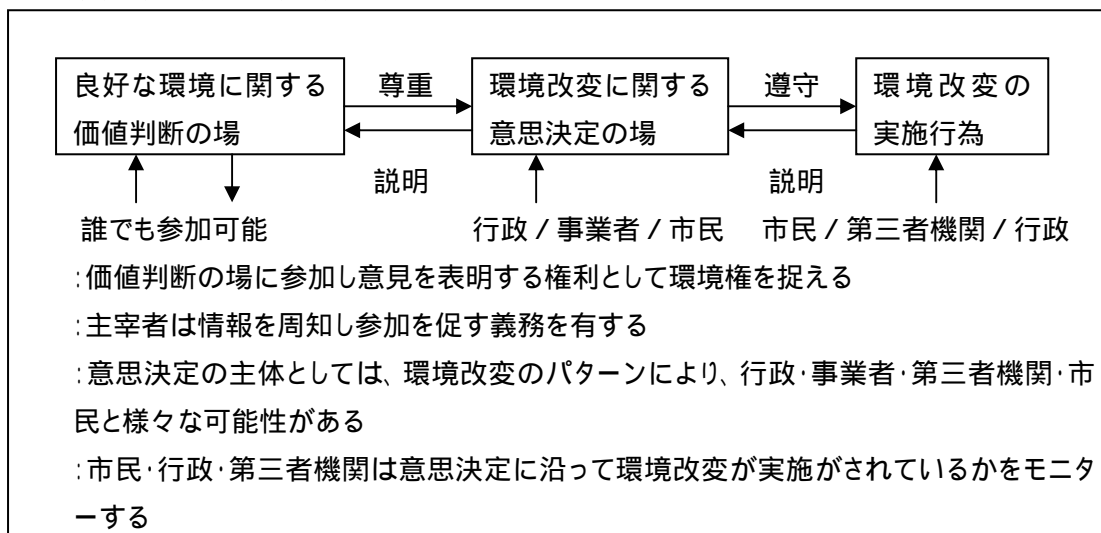 良好な環境に関する
価値判断の場
尊重
環境改変に関する
意思決定の場
遵守
環境改変の
実施行為
説明
説明
誰でも参加可能
行政/事業者/市民
市民/第三者機関/行政
:価値判断の場に参加し意見を表明する権利として環境権を捉える
:主宰者は情報を周知し参加を促す義務を有する
:意思決定の主体としては、環境改変のパターンにより、行政・事業者・第三者機関・市
民と様々な可能性がある
:市民・行政・第三者機関は意思決定に沿って環境改変が実施がされているかをモニタ
ーする